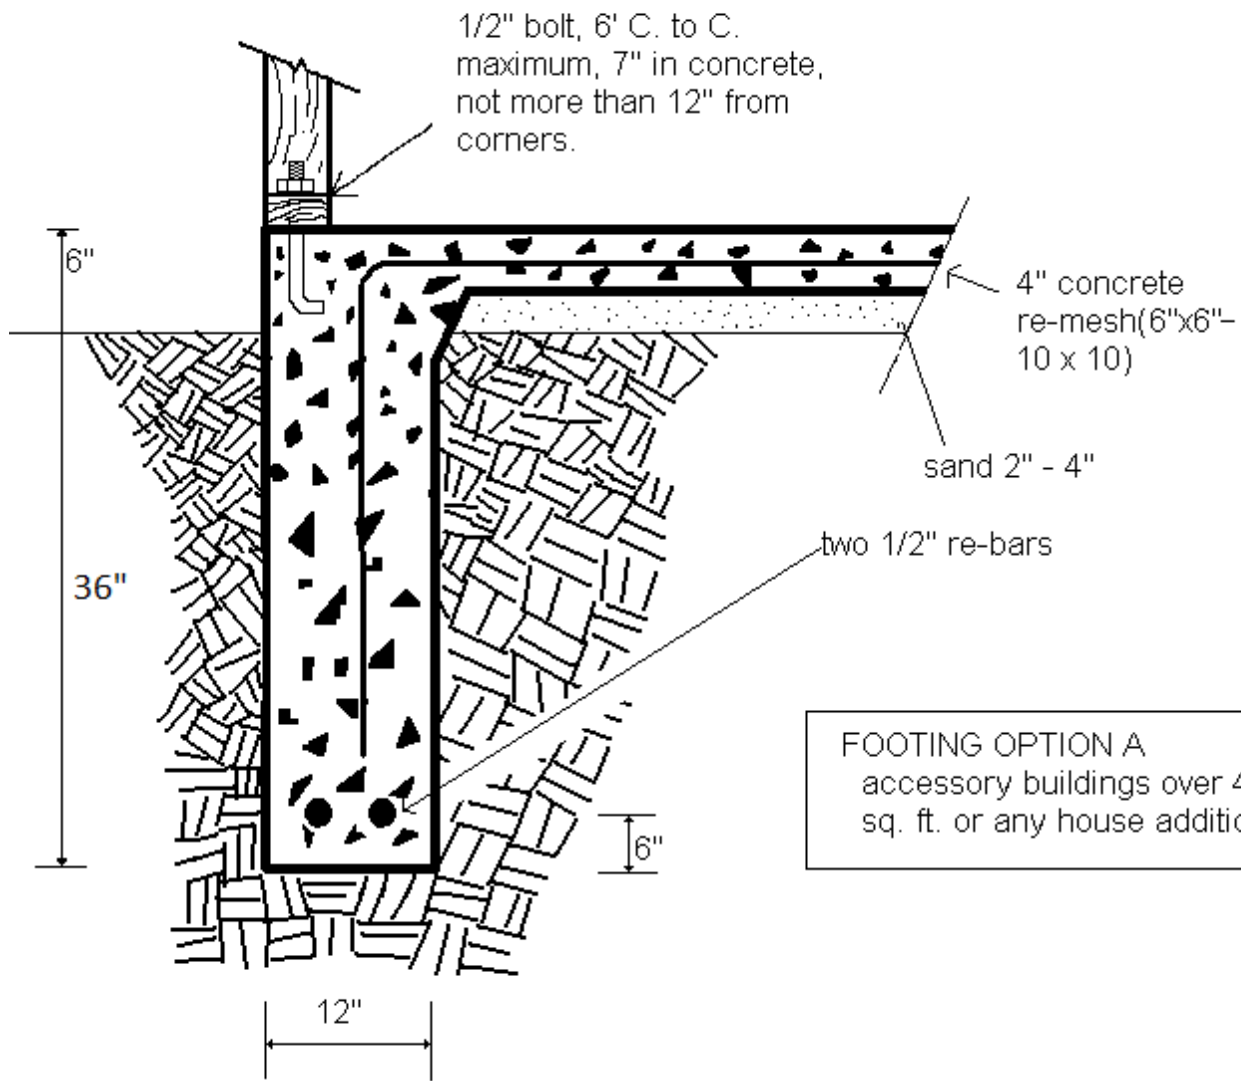 1/2" bolt, 6' C. to C.
maximum, 7" in concrete,
not more than 12" from
corners.
6"
4" concrete
re-mesh(6"x6"–
10 x 10)
sand 2" - 4"
two 1/2" re-bars
36"
FOOTING OPTION A
accessory buildings over 4
sq. ft. or any house additio
6"
12"